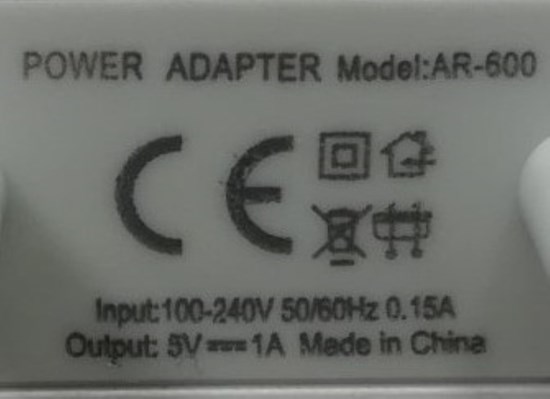 POWER ADAPTER Model:AR-600
CE
Input:100-240V 50/60Hz 0.15A
Output: 5V⎓1A Made in China